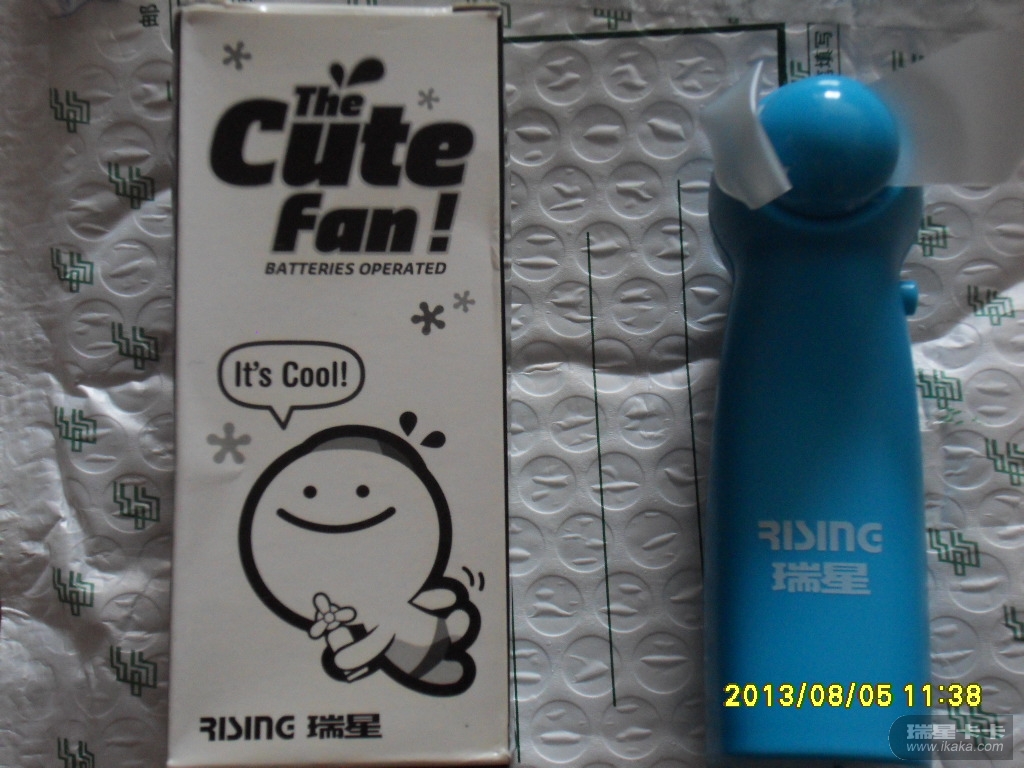 The
Cute
fan!
BATTERIES OPERATED
It's Cool!
RISING 瑞星
RISING
瑞星
2013/08/05 11:38
瑞星卡卡
www.ikaka.com